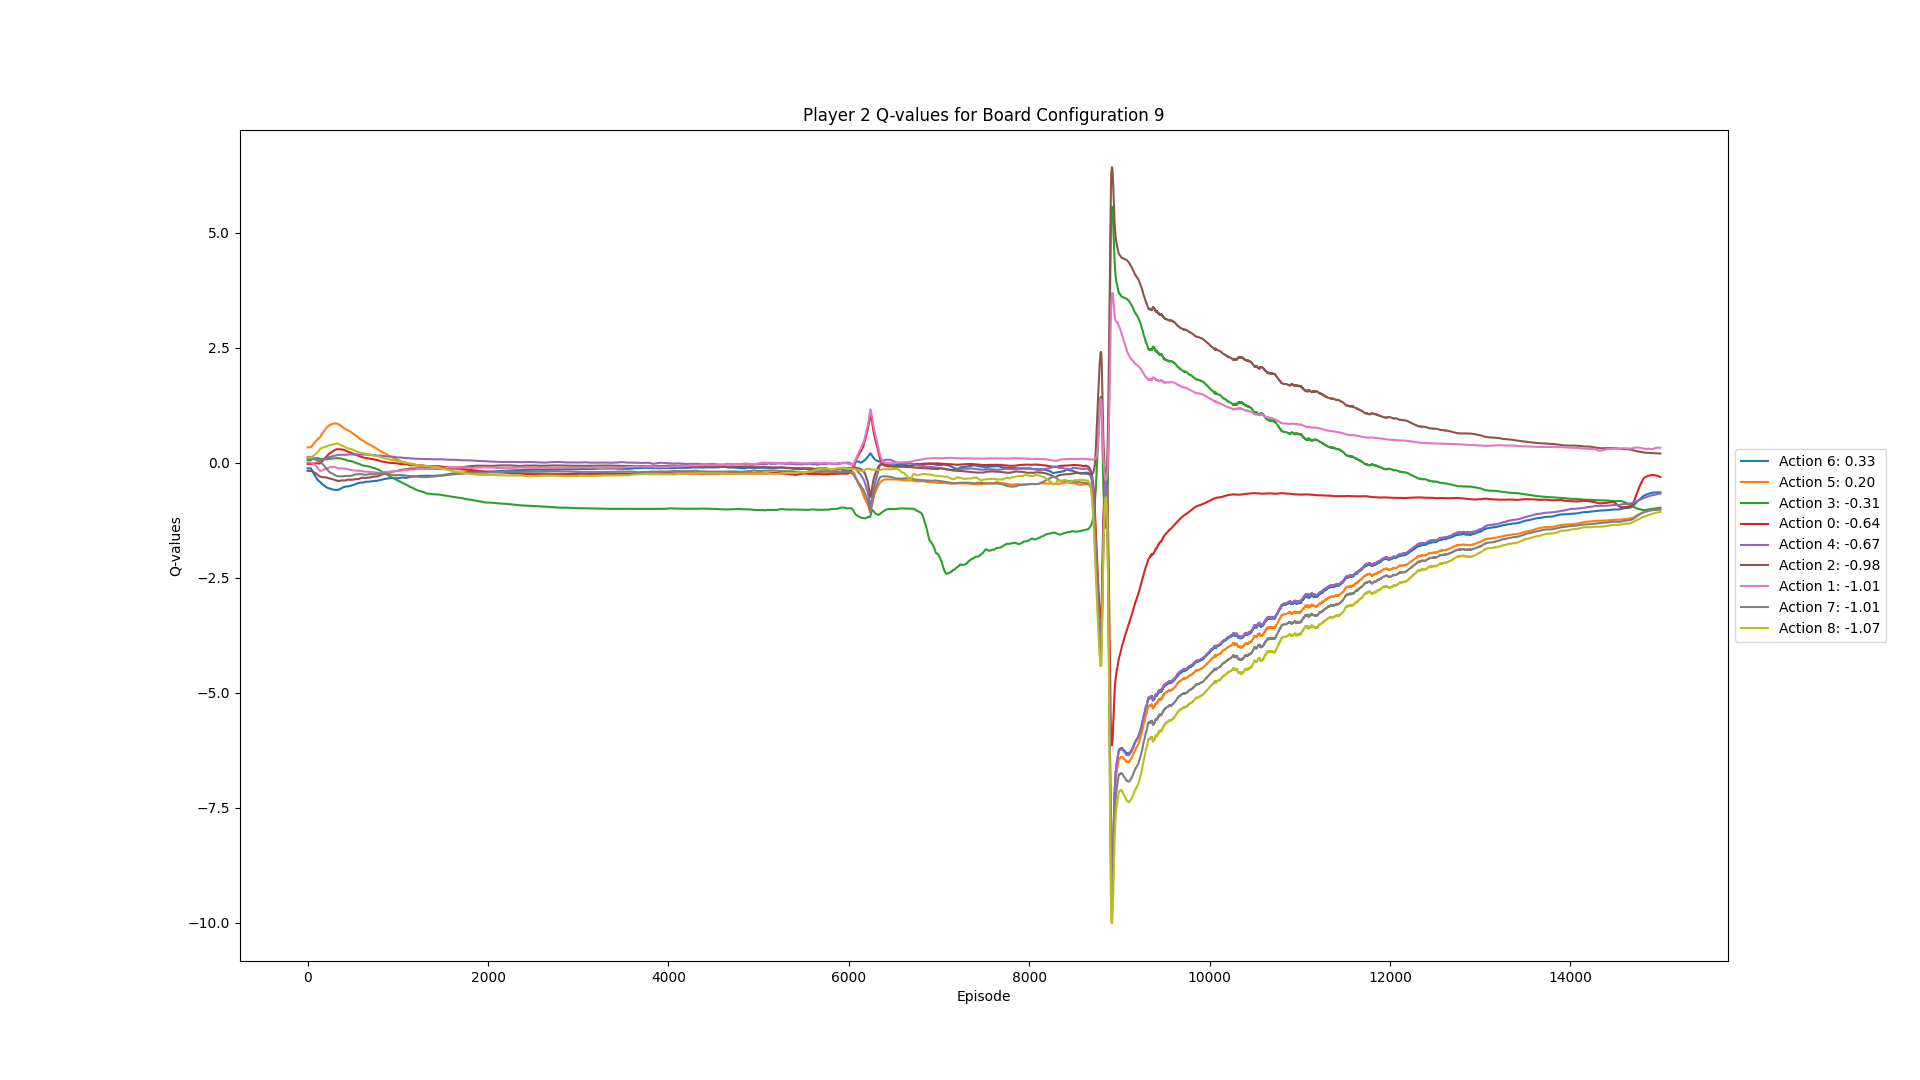 Player 2 Q-values for Board Configuration 9
5.0
2.5
0.0
−2.5
−5.0
−7.5
−10.0
Q-values
0 2000 4000 6000 8000 10000 12000 14000
Episode
Action 6: 0.33
Action 5: 0.20
Action 3: -0.31
Action 0: -0.64
Action 4: -0.67
Action 2: -0.98
Action 1: -1.01
Action 7: -1.01
Action 8: -1.07